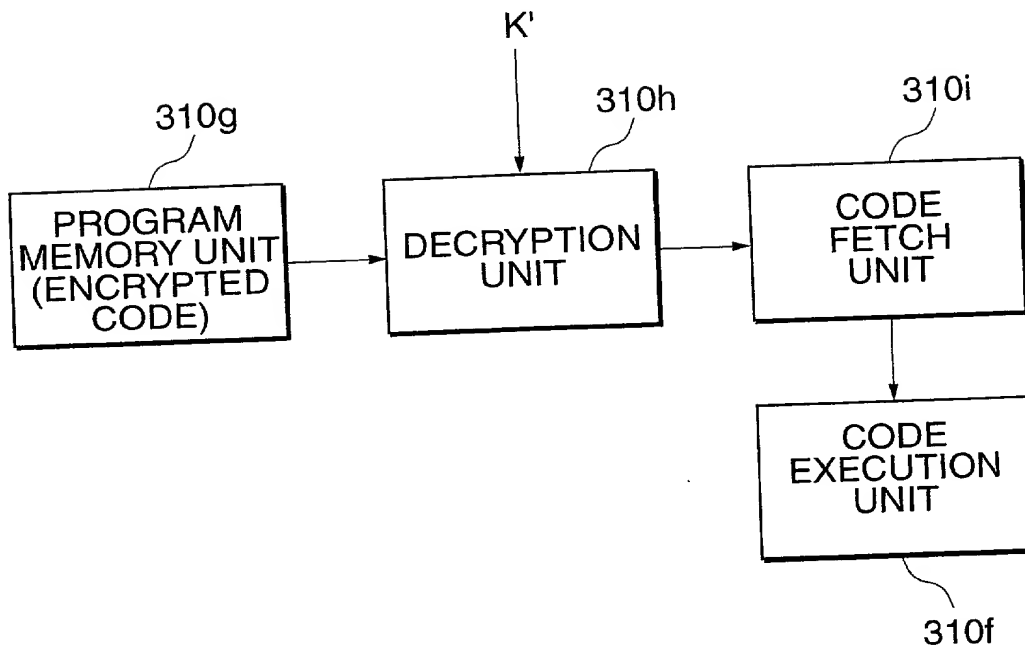 K'
310g
310h
310i
PROGRAM
MEMORY UNIT
(ENCRYPTED
CODE)
DECRYPTION
UNIT
CODE
FETCH
UNIT
CODE
EXECUTION
UNIT
310f